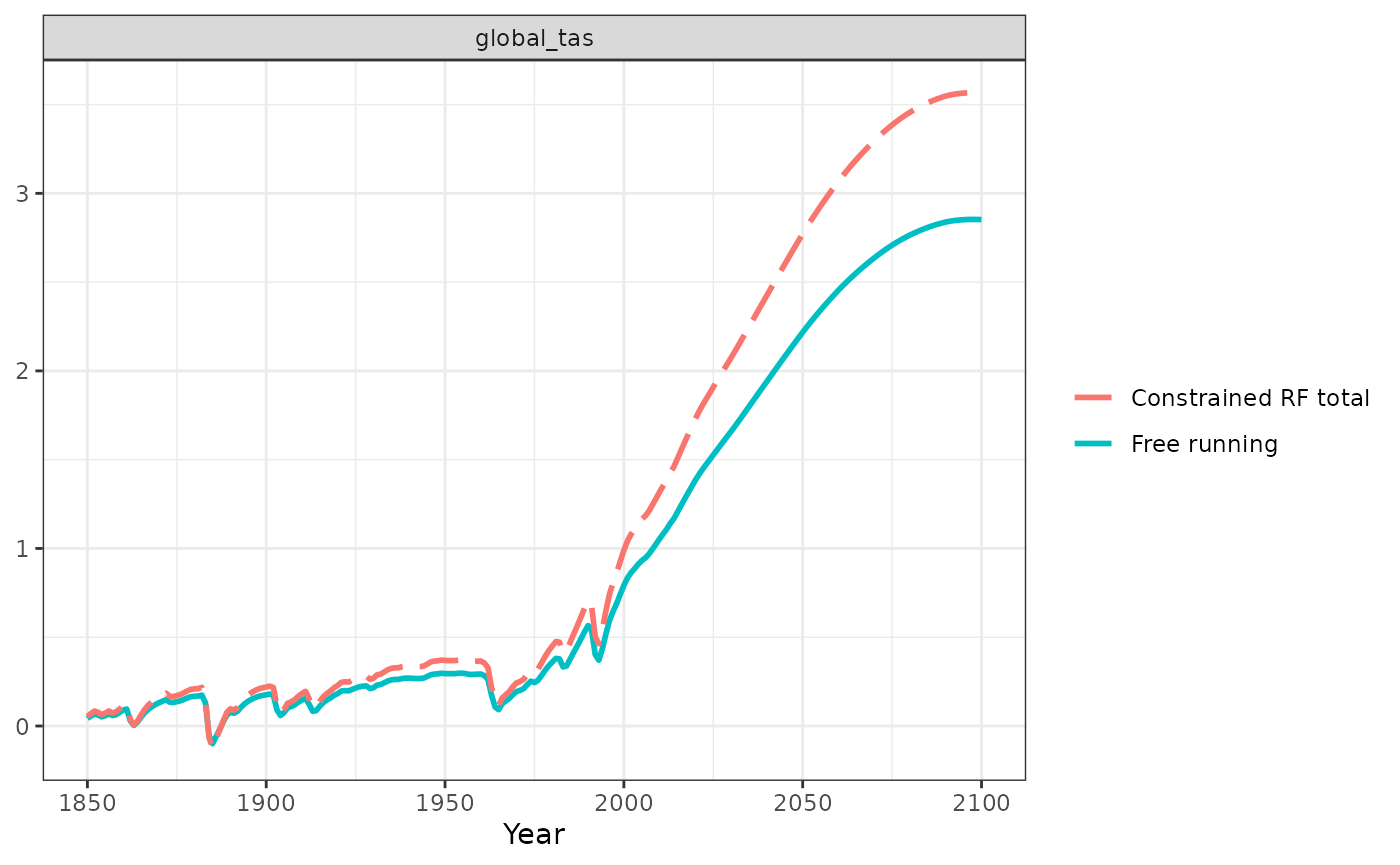 global_tas
3
2
1
0
1850 1900 1950 2000 2050 2100
Year
Constrained RF total
Free running